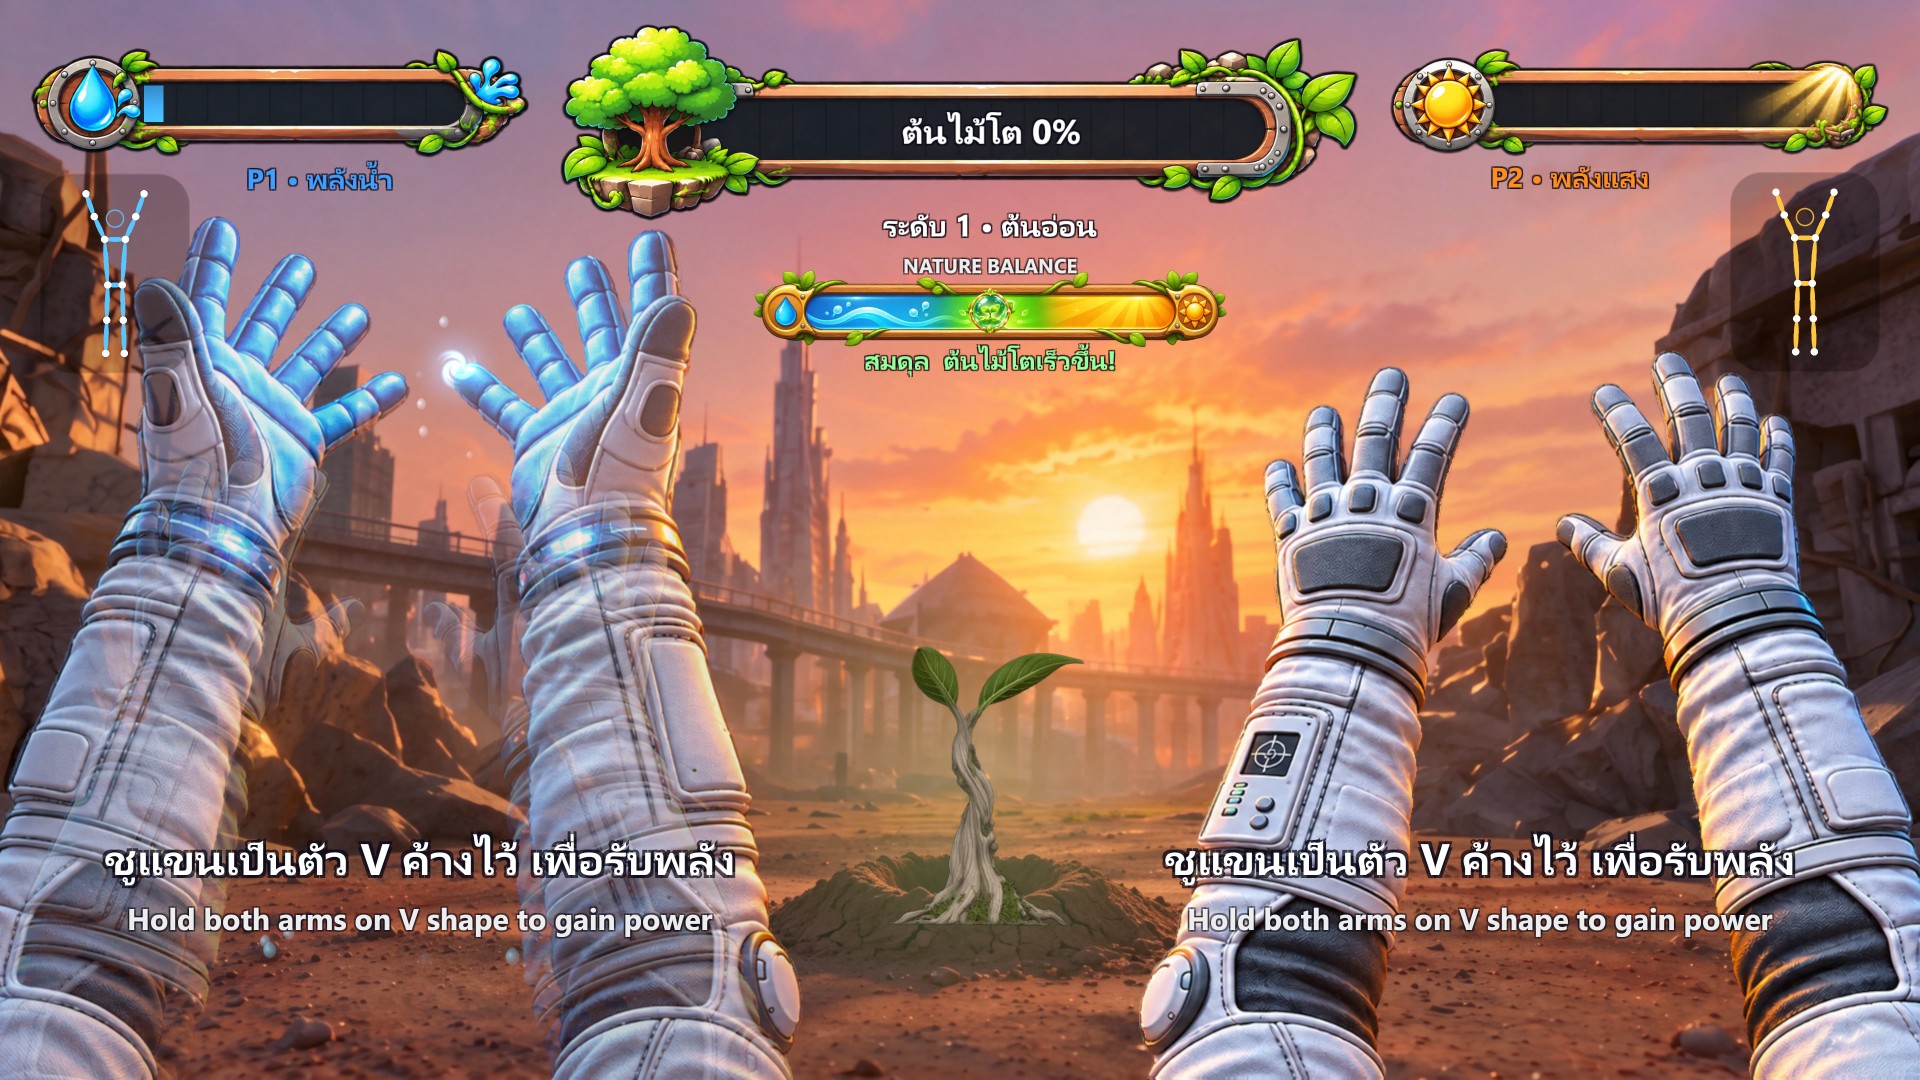 ต้นไม้โต 0%
P1 • พลังน้ำ
P2 • พลังแสง
ระดับ 1 • ต้นอ่อน
NATURE BALANCE
สมดุล ต้นไม้โตเร็วขึ้น!
ชูแขนเป็นตัว V ค้างไว้ เพื่อรับพลัง
Hold both arms on V shape to gain power
ชูแขนเป็นตัว V ค้างไว้ เพื่อรับพลัง
Hold both arms on V shape to gain power